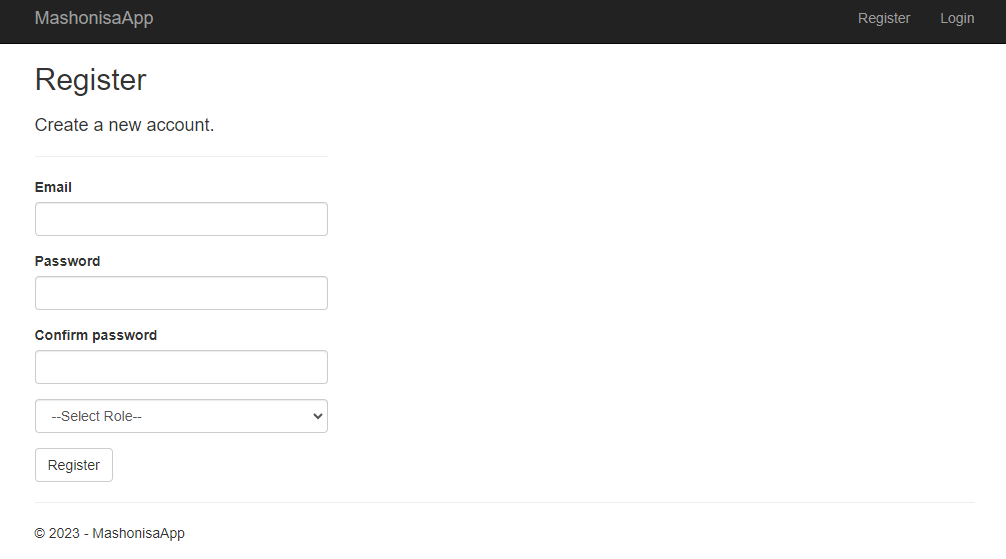 MashonisaApp Register Login
Register
Create a new account.
Email
Password
Confirm password
--Select Role--
Register
© 2023 - MashonisaApp